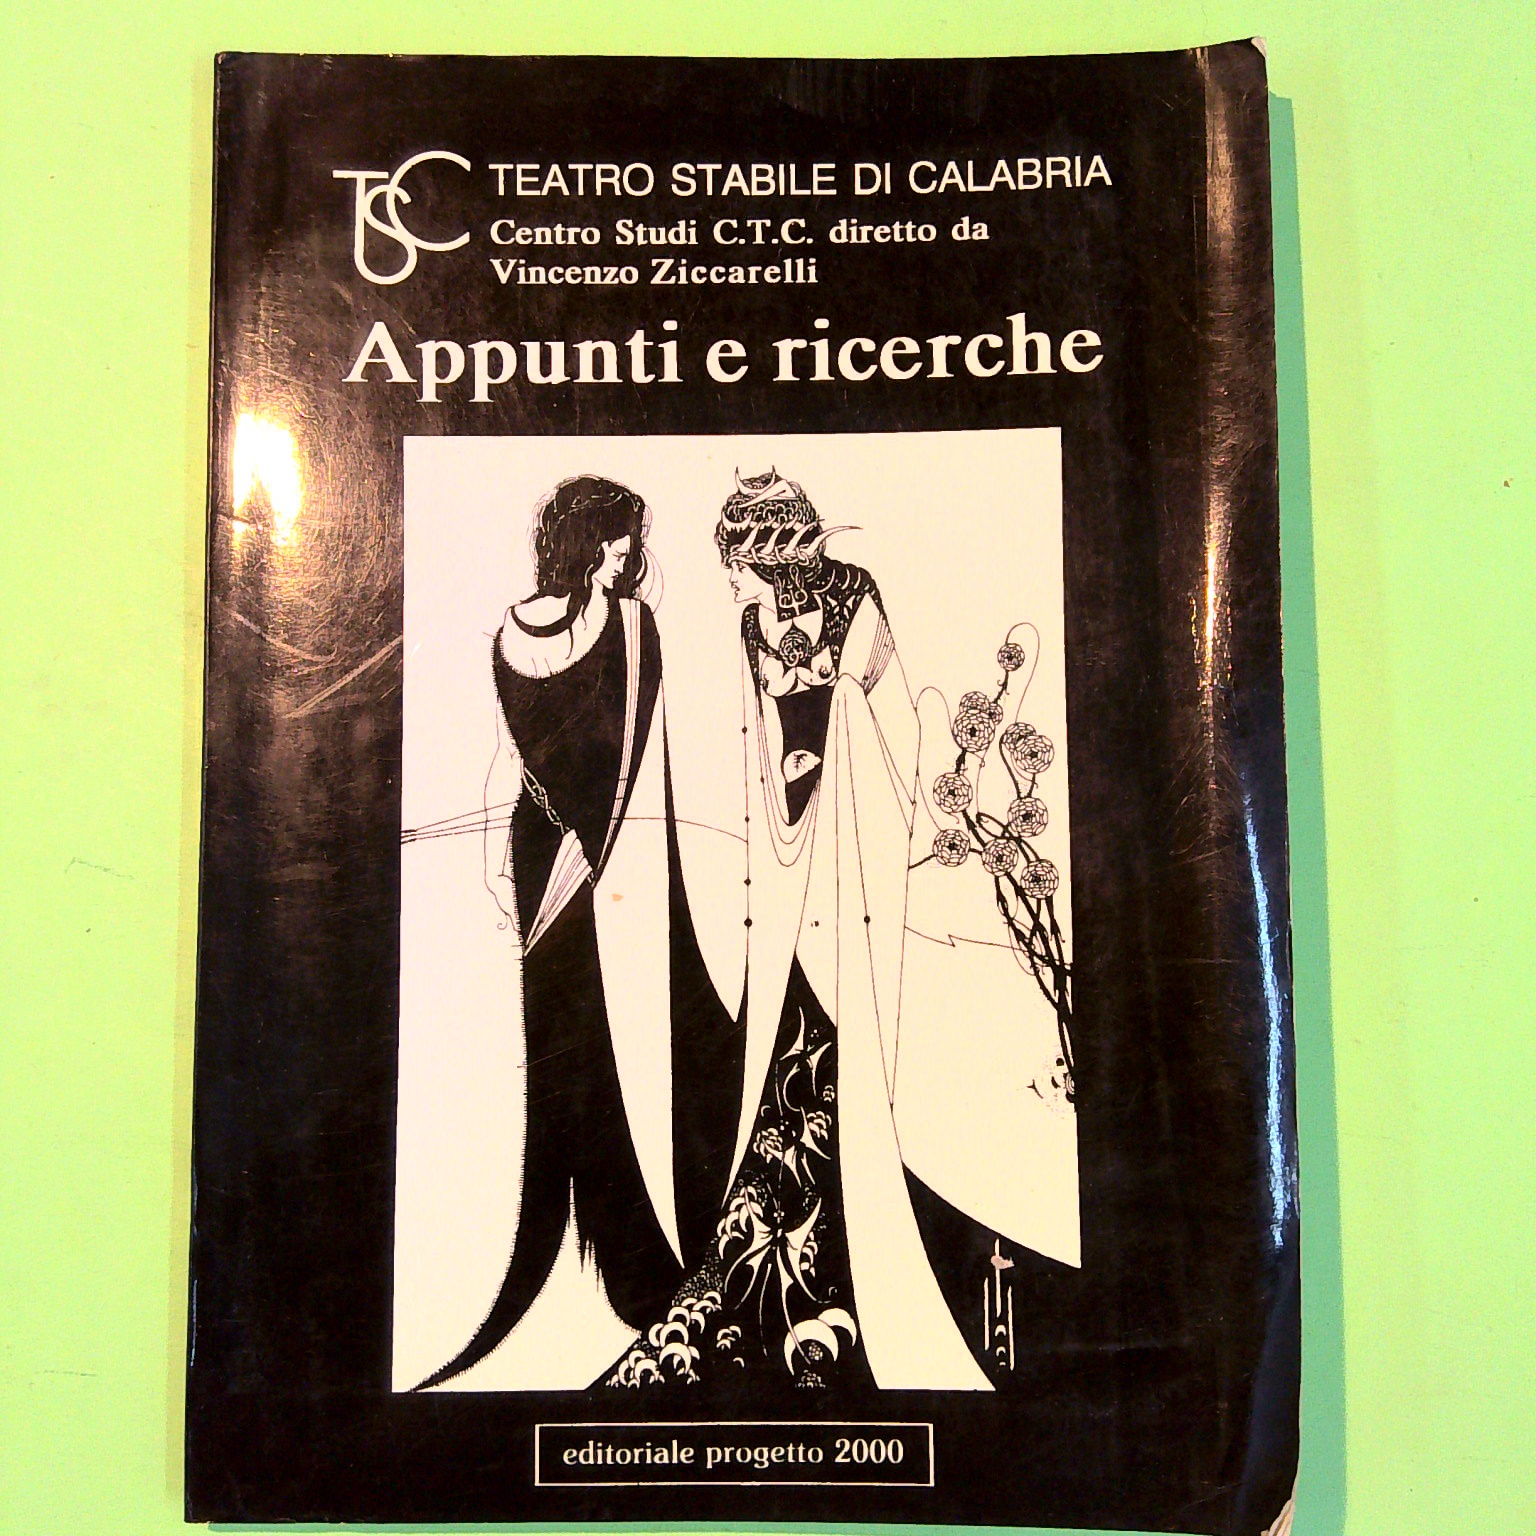 TSC TEATRO STABILE DI CALABRIA
Centro Studi C.T.C. diretto da
Vincenzo Ziccarelli
Appunti e ricerche
editoriale progetto 2000